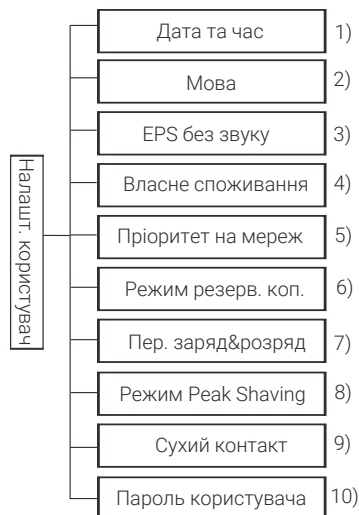 Налашт. користувач
Дата та час 1)
Мова 2)
EPS без звуку 3)
Власне споживання 4)
Пріоритет на мереж 5)
Режим резерв. коп. 6)
Пер. заряд&розряд 7)
Режим Peak Shaving 8)
Сухий контакт 9)
Пароль користувача 10)